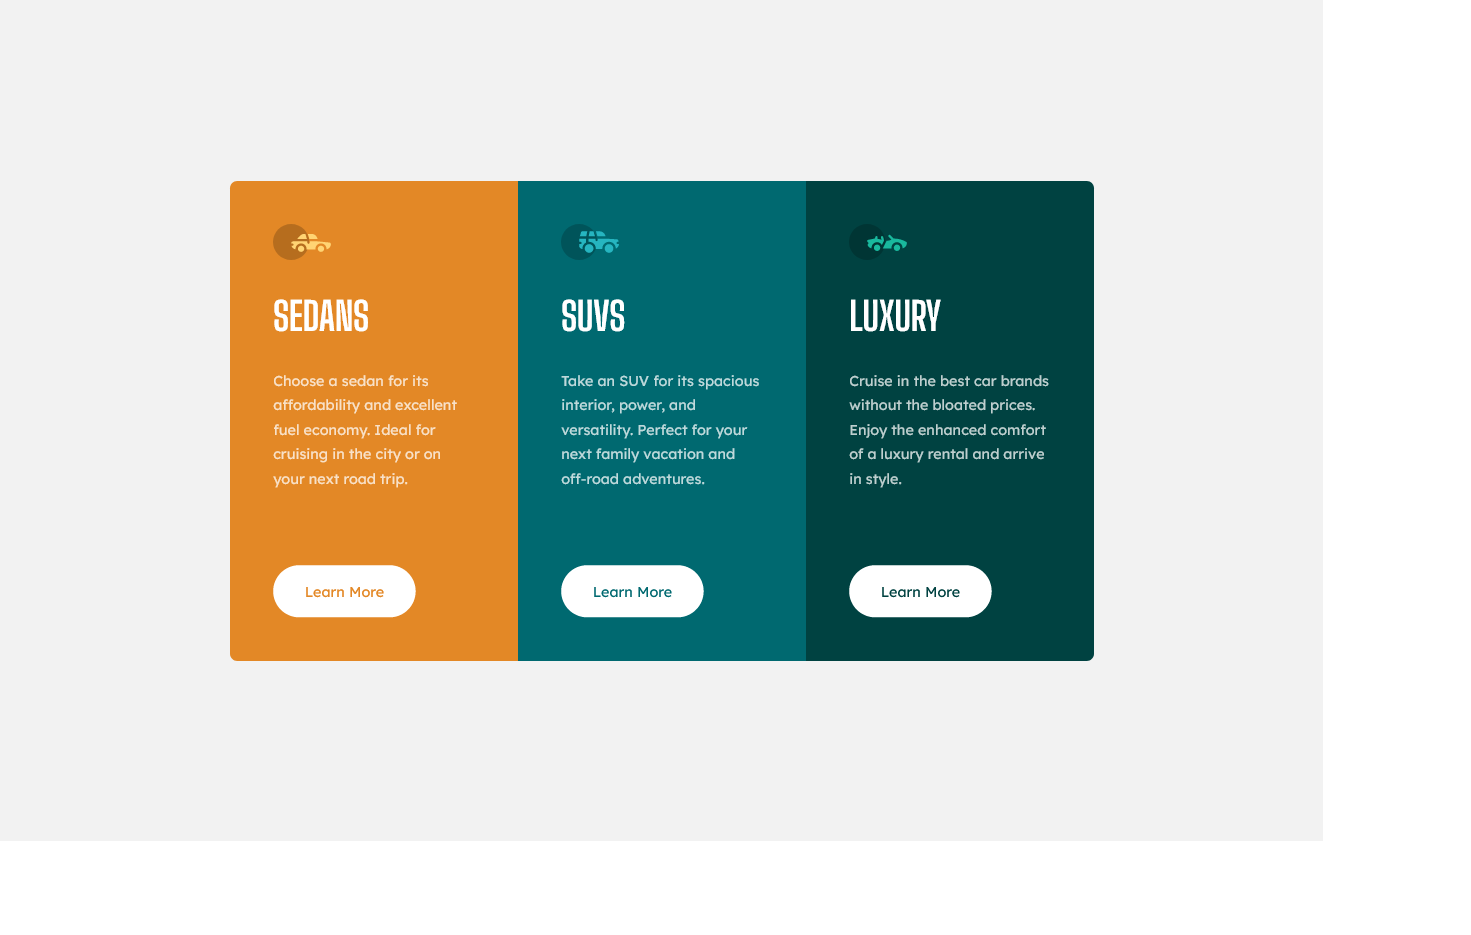 SEDANS
Choose a sedan for its
affordability and excellent
fuel economy. Ideal for
cruising in the city or on
your next road trip.
Learn More
SUVS
Take an SUV for its spacious
interior, power, and
versatility. Perfect for your
next family vacation and
off-road adventures.
Learn More
LUXURY
Cruise in the best car brands
without the bloated prices.
Enjoy the enhanced comfort
of a luxury rental and arrive
in style.
Learn More